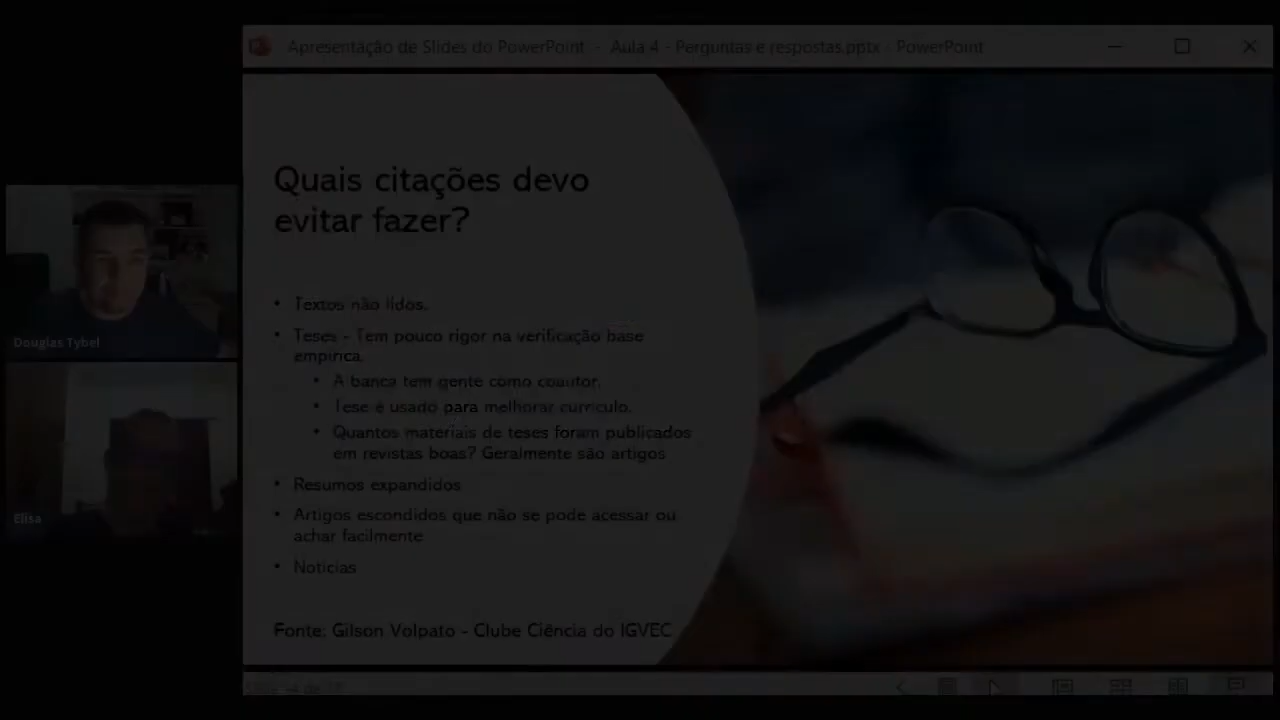 Apresentação de Slides do PowerPoint - Aula 4 - Perguntas e respostas.pptx - PowerPoint
Quais citações devo
evitar fazer?
• Textos não lidos.
• Teses - Tem pouco rigor na verificação base
empírica.
• A banca tem gente como coautor.
• Tese é usado para melhorar currículo.
• Quantos materiais de teses foram publicados
em revistas boas? Geralmente são artigos
• Resumos expandidos
• Artigos escondidos que não se pode acessar ou
achar facilmente
• Notícias
Fonte: Gilson Volpato - Clube Ciência do IGVEC
Douglas Tybel
Elisa